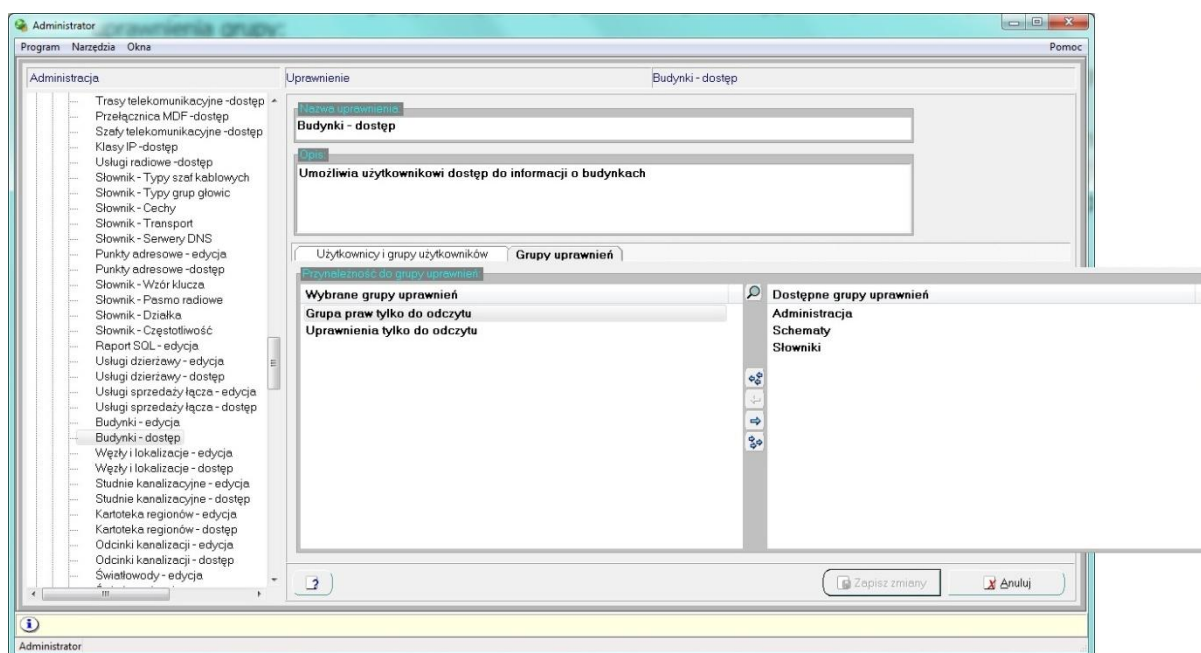 uprawnienia grupy:
Administrator
Program Narzędzia Okna Pomoc
Administracja
Uprawnienie Budynki - dostęp
Trasy telekomunikacyjne -dostęp
Przełącznica MDF -dostęp
Szafy telekomunikacyjne -dostęp
Klasy IP -dostęp
Usługi radiowe -dostęp
Słownik - Typy szaf kablowych
Słownik - Typy grup głowic
Słownik - Cechy
Słownik - Transport
Słownik - Serwery DNS
Punkty adresowe - edycja
Punkty adresowe -dostęp
Słownik - Wzór klucza
Słownik - Pasmo radiowe
Słownik - Działka
Słownik - Częstotliwość
Raport SQL - edycja
Usługi dzierżawy - edycja
Usługi dzierżawy - dostęp
Usługi sprzedaży łącza - edycja
Usługi sprzedaży łącza - dostęp
Budynki - edycja
Budynki - dostęp
Węzły i lokalizacje - edycja
Węzły i lokalizacje - dostęp
Studnie kanalizacyjne - edycja
Studnie kanalizacyjne - dostęp
Kartoteka regionów - edycja
Kartoteka regionów - dostęp
Odcinki kanalizacji - edycja
Odcinki kanalizacji - dostęp
Światłowody - edycja
Nazwa uprawnienia:
Budynki - dostęp
Opis:
Umożliwia użytkownikowi dostęp do informacji o budynkach
Użytkownicy i grupy użytkowników Grupy uprawnień
Przynależność do grupy uprawnień:
Wybrane grupy uprawnień
Grupa praw tylko do odczytu
Uprawnienia tylko do odczytu
Dostępne grupy uprawnień
Administracja
Schematy
Słowniki
Zapisz zmiany Anuluj
Administrator